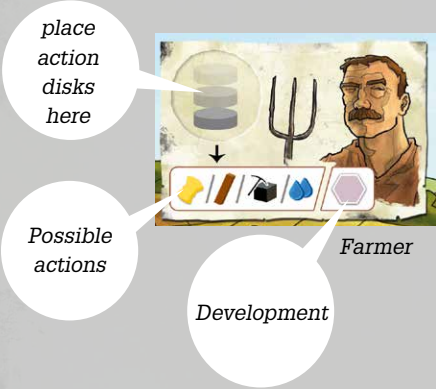 place
action
disks
here
Possible
actions
Farmer
Development